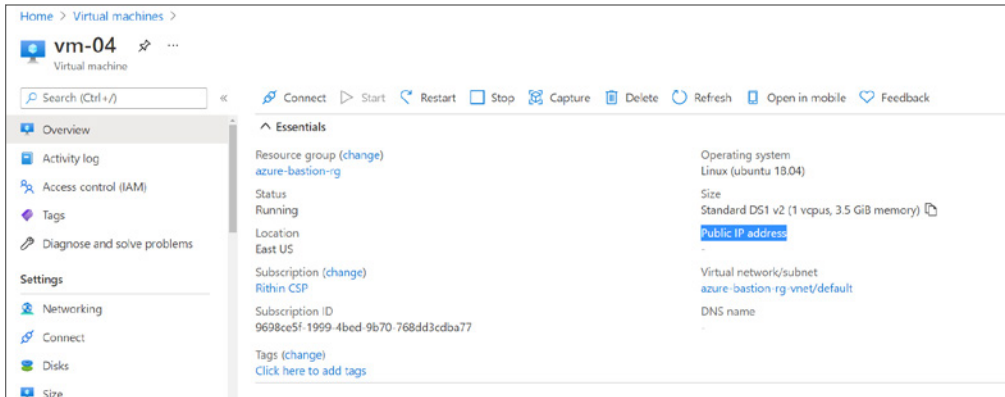 Home > Virtual machines >
vm-04 ...
Virtual machine
Search (Ctrl+/) «
Connect Start Restart Stop Capture Delete Refresh Open in mobile Feedback
Overview
Activity log
Access control (IAM)
Tags
Diagnose and solve problems
Settings
Networking
Connect
Disks
Size
Essentials
Resource group (change)
azure-bastion-rg
Status
Running
Location
East US
Subscription (change)
Rithin CSP
Subscription ID
9698ce5f-1999-4bed-9b70-768dd3cdba77
Tags (change)
Click here to add tags
Operating system
Linux (ubuntu 18.04)
Size
Standard DS1 v2 (1 vcpus, 3.5 GiB memory)
Public IP address
-
Virtual network/subnet
azure-bastion-rg-vnet/default
DNS name
-